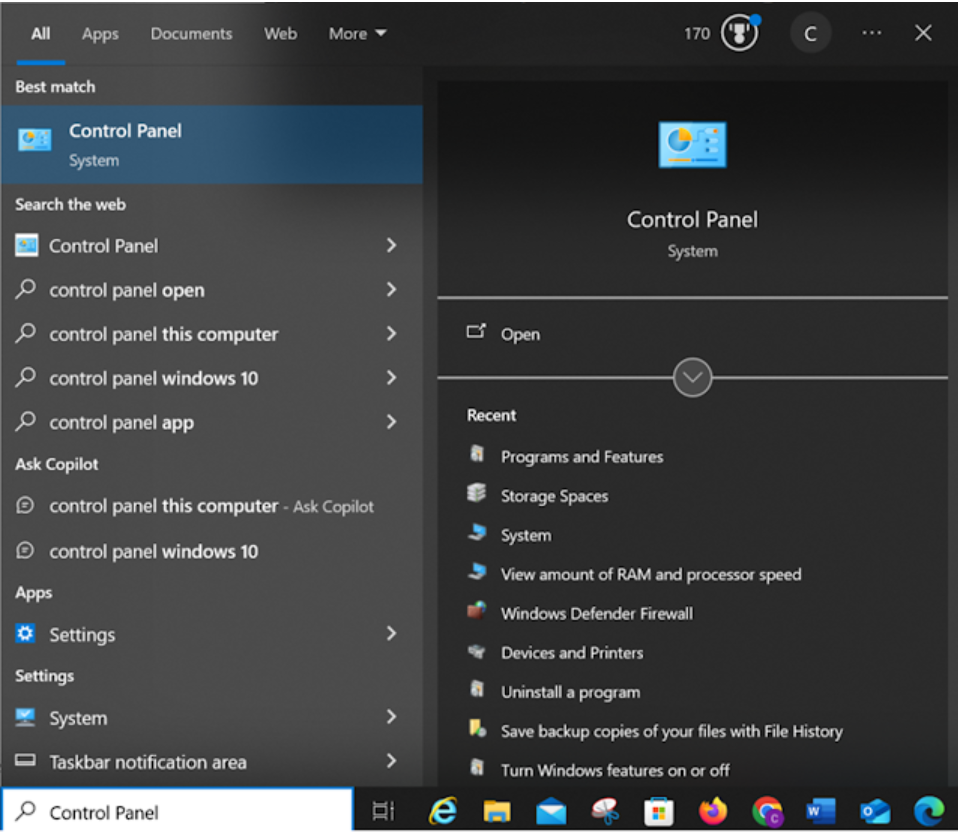 All Apps Documents Web More 170 C ...
Best match
Control Panel
System
Search the web
Control Panel
control panel open
control panel this computer
control panel windows 10
control panel app
Ask Copilot
control panel this computer - Ask Copilot
control panel windows 10
Apps
Settings
Settings
System
Taskbar notification area
Control Panel
Control Panel
System
Open
Recent
Programs and Features
Storage Spaces
System
View amount of RAM and processor speed
Windows Defender Firewall
Devices and Printers
Uninstall a program
Save backup copies of your files with File History
Turn Windows features on or off